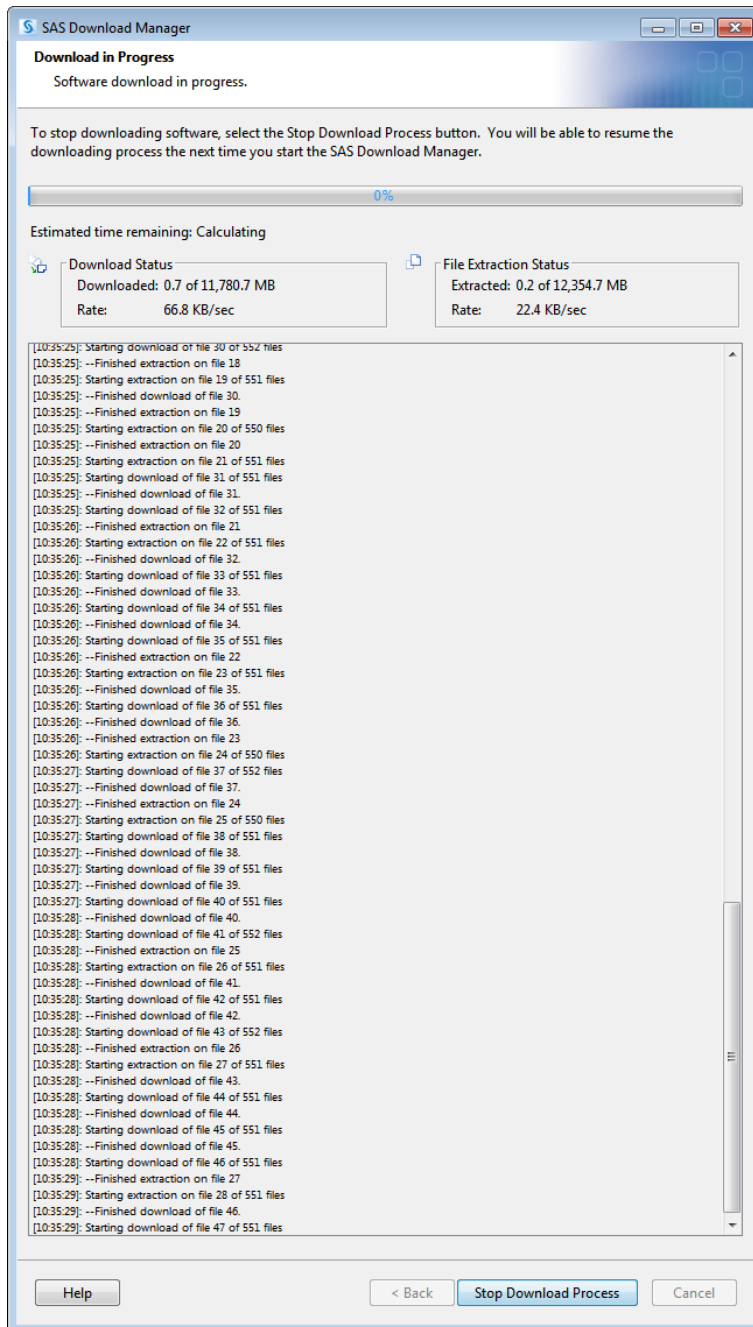 SAS Download Manager
Download in Progress
Software download in progress.
To stop downloading software, select the Stop Download Process button. You will be able to resume the
downloading process the next time you start the SAS Download Manager.
0%
Estimated time remaining: Calculating
Download Status
Downloaded: 0.7 of 11,780.7 MB
Rate: 66.8 KB/sec
File Extraction Status
Extracted: 0.2 of 12,354.7 MB
Rate: 22.4 KB/sec
[10:35:25]: Starting download of file 30 of 552 files
[10:35:25]: --Finished extraction on file 18
[10:35:25]: Starting extraction on file 19 of 551 files
[10:35:25]: --Finished download of file 30.
[10:35:25]: --Finished extraction on file 19
[10:35:25]: Starting extraction on file 20 of 550 files
[10:35:25]: --Finished extraction on file 20
[10:35:25]: Starting extraction on file 21 of 551 files
[10:35:25]: Starting download of file 31 of 551 files
[10:35:25]: --Finished download of file 31.
[10:35:25]: Starting download of file 32 of 551 files
[10:35:26]: --Finished extraction on file 21
[10:35:26]: Starting extraction on file 22 of 551 files
[10:35:26]: --Finished download of file 32.
[10:35:26]: Starting download of file 33 of 551 files
[10:35:26]: --Finished download of file 33.
[10:35:26]: Starting download of file 34 of 551 files
[10:35:26]: --Finished download of file 34.
[10:35:26]: Starting download of file 35 of 551 files
[10:35:26]: --Finished extraction on file 22
[10:35:26]: Starting extraction on file 23 of 551 files
[10:35:26]: --Finished download of file 35.
[10:35:26]: Starting download of file 36 of 551 files
[10:35:26]: --Finished download of file 36.
[10:35:26]: --Finished extraction on file 23
[10:35:26]: Starting extraction on file 24 of 550 files
[10:35:27]: Starting download of file 37 of 552 files
[10:35:27]: --Finished download of file 37.
[10:35:27]: --Finished extraction on file 24
[10:35:27]: Starting extraction on file 25 of 550 files
[10:35:27]: Starting download of file 38 of 551 files
[10:35:27]: --Finished download of file 38.
[10:35:27]: Starting download of file 39 of 551 files
[10:35:27]: --Finished download of file 39.
[10:35:27]: Starting download of file 40 of 551 files
[10:35:28]: --Finished download of file 40.
[10:35:28]: Starting download of file 41 of 552 files
[10:35:28]: --Finished extraction on file 25
[10:35:28]: Starting extraction on file 26 of 551 files
[10:35:28]: --Finished download of file 41.
[10:35:28]: Starting download of file 42 of 551 files
[10:35:28]: --Finished download of file 42.
[10:35:28]: Starting download of file 43 of 552 files
[10:35:28]: --Finished extraction on file 26
[10:35:28]: Starting extraction on file 27 of 551 files
[10:35:28]: --Finished download of file 43.
[10:35:28]: Starting download of file 44 of 551 files
[10:35:28]: --Finished download of file 44.
[10:35:28]: Starting download of file 45 of 551 files
[10:35:28]: --Finished download of file 45.
[10:35:28]: Starting download of file 46 of 551 files
[10:35:29]: --Finished extraction on file 27
[10:35:29]: Starting extraction on file 28 of 551 files
[10:35:29]: --Finished download of file 46.
[10:35:29]: Starting download of file 47 of 551 files
Help
< Back
Stop Download Process
Cancel